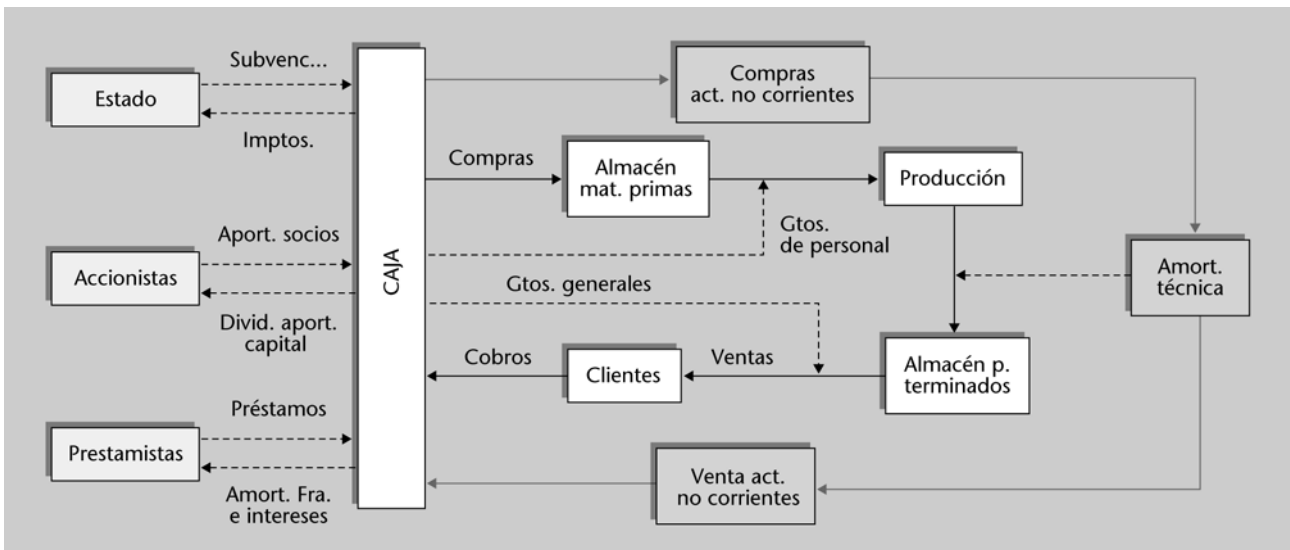 Subvenc...
Estado
Imptos.
Aport. socios
Accionistas
Divid. aport.
capital
Préstamos
Prestamistas
Amort. Fra.
e intereses
CAJA
Compras
act. no corrientes
Compras
Almacén
mat. primas
Producción
Gtos.
de personal
Gtos. generales
Amort.
técnica
Cobros
Clientes
Ventas
Almacén p.
terminados
Venta act.
no corrientes